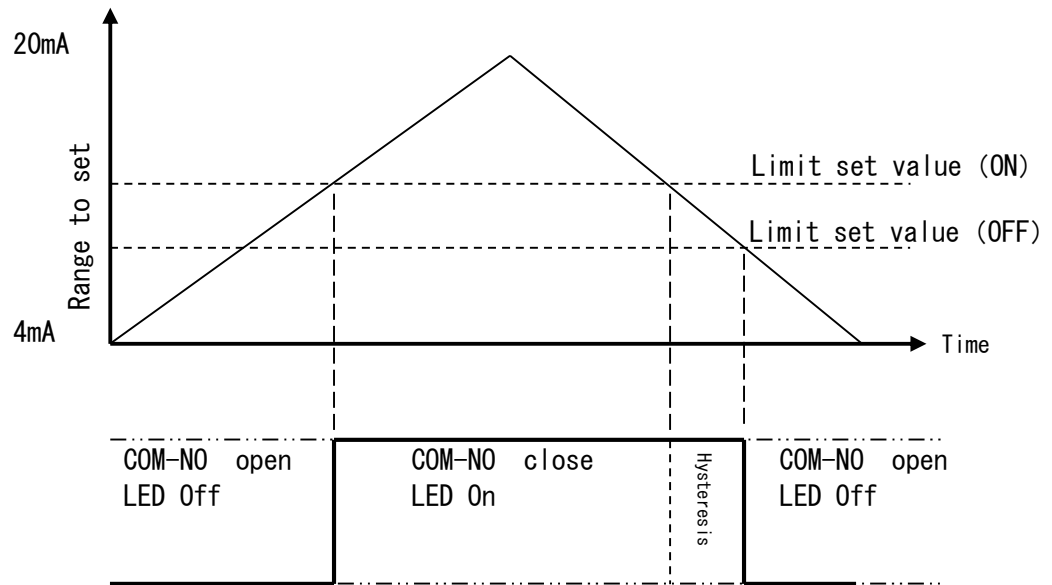 20mA
Range to set
Limit set value (ON)
Limit set value (OFF)
4mA
Time
COM-NO open
LED Off
COM-NO close
LED On
Hysteresis
COM-NO open
LED Off